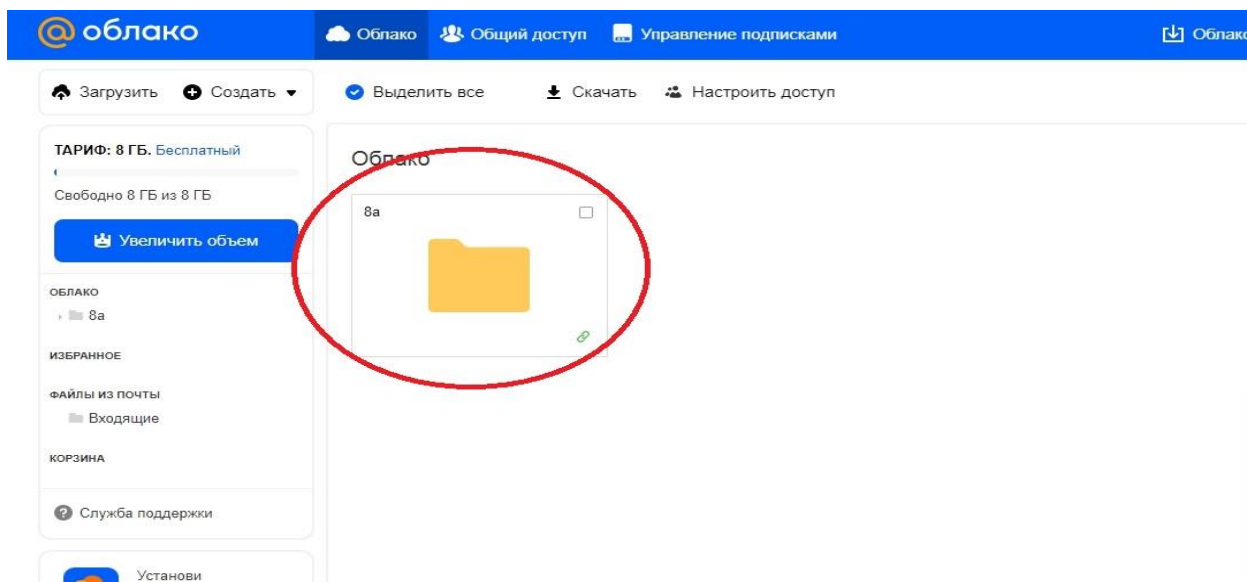 облако
Облако Общий доступ Управление подписками Облако
Загрузить Создать Выделить все Скачать Настроить доступ
ТАРИФ: 8 ГБ. Бесплатный
Свободно 8 ГБ из 8 ГБ
Увеличить объем
ОБЛАКО
8а
ИЗБРАННОЕ
ФАЙЛЫ ИЗ ПОЧТЫ
Входящие
КОРЗИНА
Служба поддержки
Установи
Облако
8а